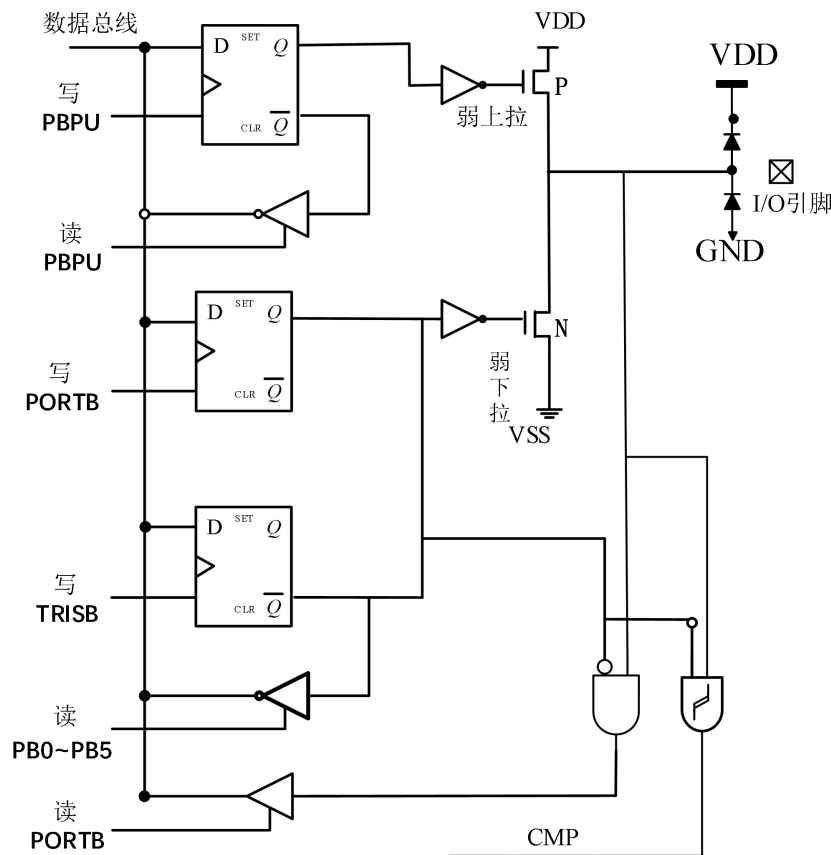 数据总线
D SET Q
VDD
VDD
写
PBPU
CLR Q
弱上拉
P
I/O引脚
读
PBPU
GND
D SET Q
N
写
PORTB
CLR Q
弱
下
拉
VSS
D SET Q
写
TRISB
CLR Q
读
PB0~PB5
读
PORTB
CMP